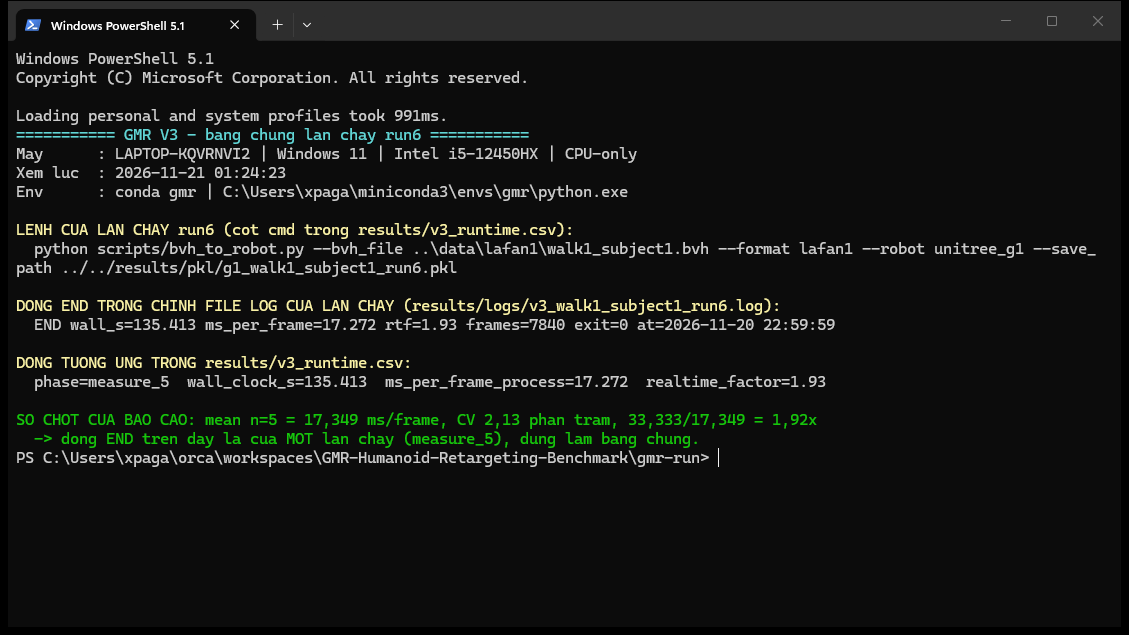 Windows PowerShell 5.1
Windows PowerShell 5.1
Copyright (C) Microsoft Corporation. All rights reserved.
Loading personal and system profiles took 991ms.
=========== GMR V3 - bang chung lan chay run6 ===========
May      : LAPTOP-KQVRNVI2 | Windows 11 | Intel i5-12450HX | CPU-only
Xem luc  : 2026-11-21 01:24:23
Env      : conda gmr | C:\Users\xpaga\miniconda3\envs\gmr\python.exe
LENH CUA LAN CHAY run6 (cot cmd trong results/v3_runtime.csv):
  python scripts/bvh_to_robot.py --bvh_file ..\data\lafan1\walk1_subject1.bvh --format lafan1 --robot unitree_g1 --save_
path ../../results/pkl/g1_walk1_subject1_run6.pkl
DONG END TRONG CHINH FILE LOG CUA LAN CHAY (results/logs/v3_walk1_subject1_run6.log):
  END wall_s=135.413 ms_per_frame=17.272 rtf=1.93 frames=7840 exit=0 at=2026-11-20 22:59:59
DONG TUONG UNG TRONG results/v3_runtime.csv:
  phase=measure_5  wall_clock_s=135.413  ms_per_frame_process=17.272  realtime_factor=1.93
SO CHOT CUA BAO CAO: mean n=5 = 17,349 ms/frame, CV 2,13 phan tram, 33,333/17,349 = 1,92x
  -> dong END tren day la cua MOT lan chay (measure_5), dung lam bang chung.
PS C:\Users\xpaga\orca\workspaces\GMR-Humanoid-Retargeting-Benchmark\gmr-run>